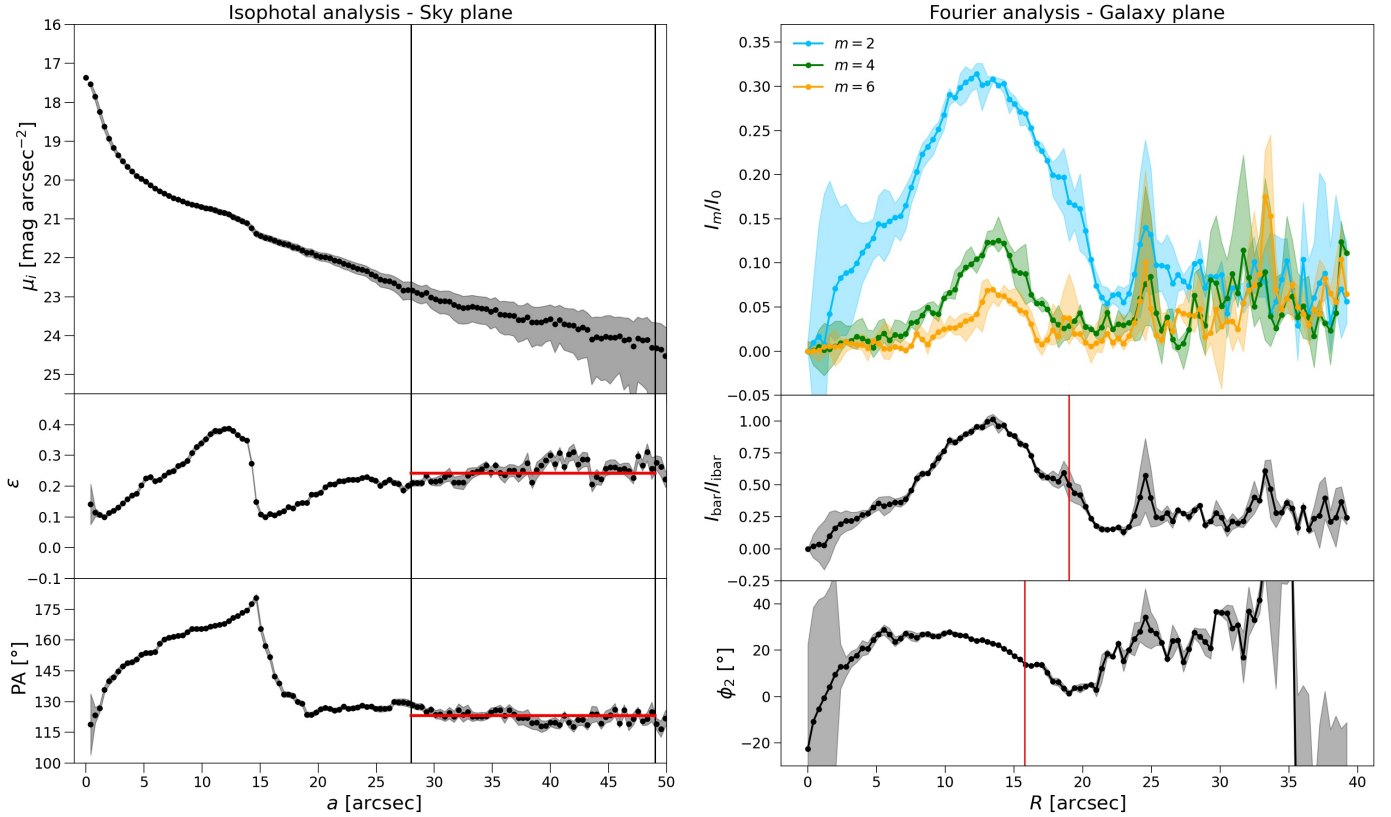 Isophotal analysis - Sky plane
16
17
18
19
20
21
22
23
24
25
μᵢ [mag arcsec⁻²]
0.4
0.3
0.2
0.1
0.0
−0.1
ε
175
160
145
130
115
100
PA [°]
0 5 10 15 20 25 30 35 40 45 50
a [arcsec]
Fourier analysis - Galaxy plane
m = 2
m = 4
m = 6
0.35
0.30
0.25
0.20
0.15
0.10
0.05
0.00
−0.05
Iₘ/I₀
1.00
0.75
0.50
0.25
0.00
−0.25
I_bar/I_ibar
40
20
0
−20
ϕ₂ [°]
0 5 10 15 20 25 30 35 40
R [arcsec]